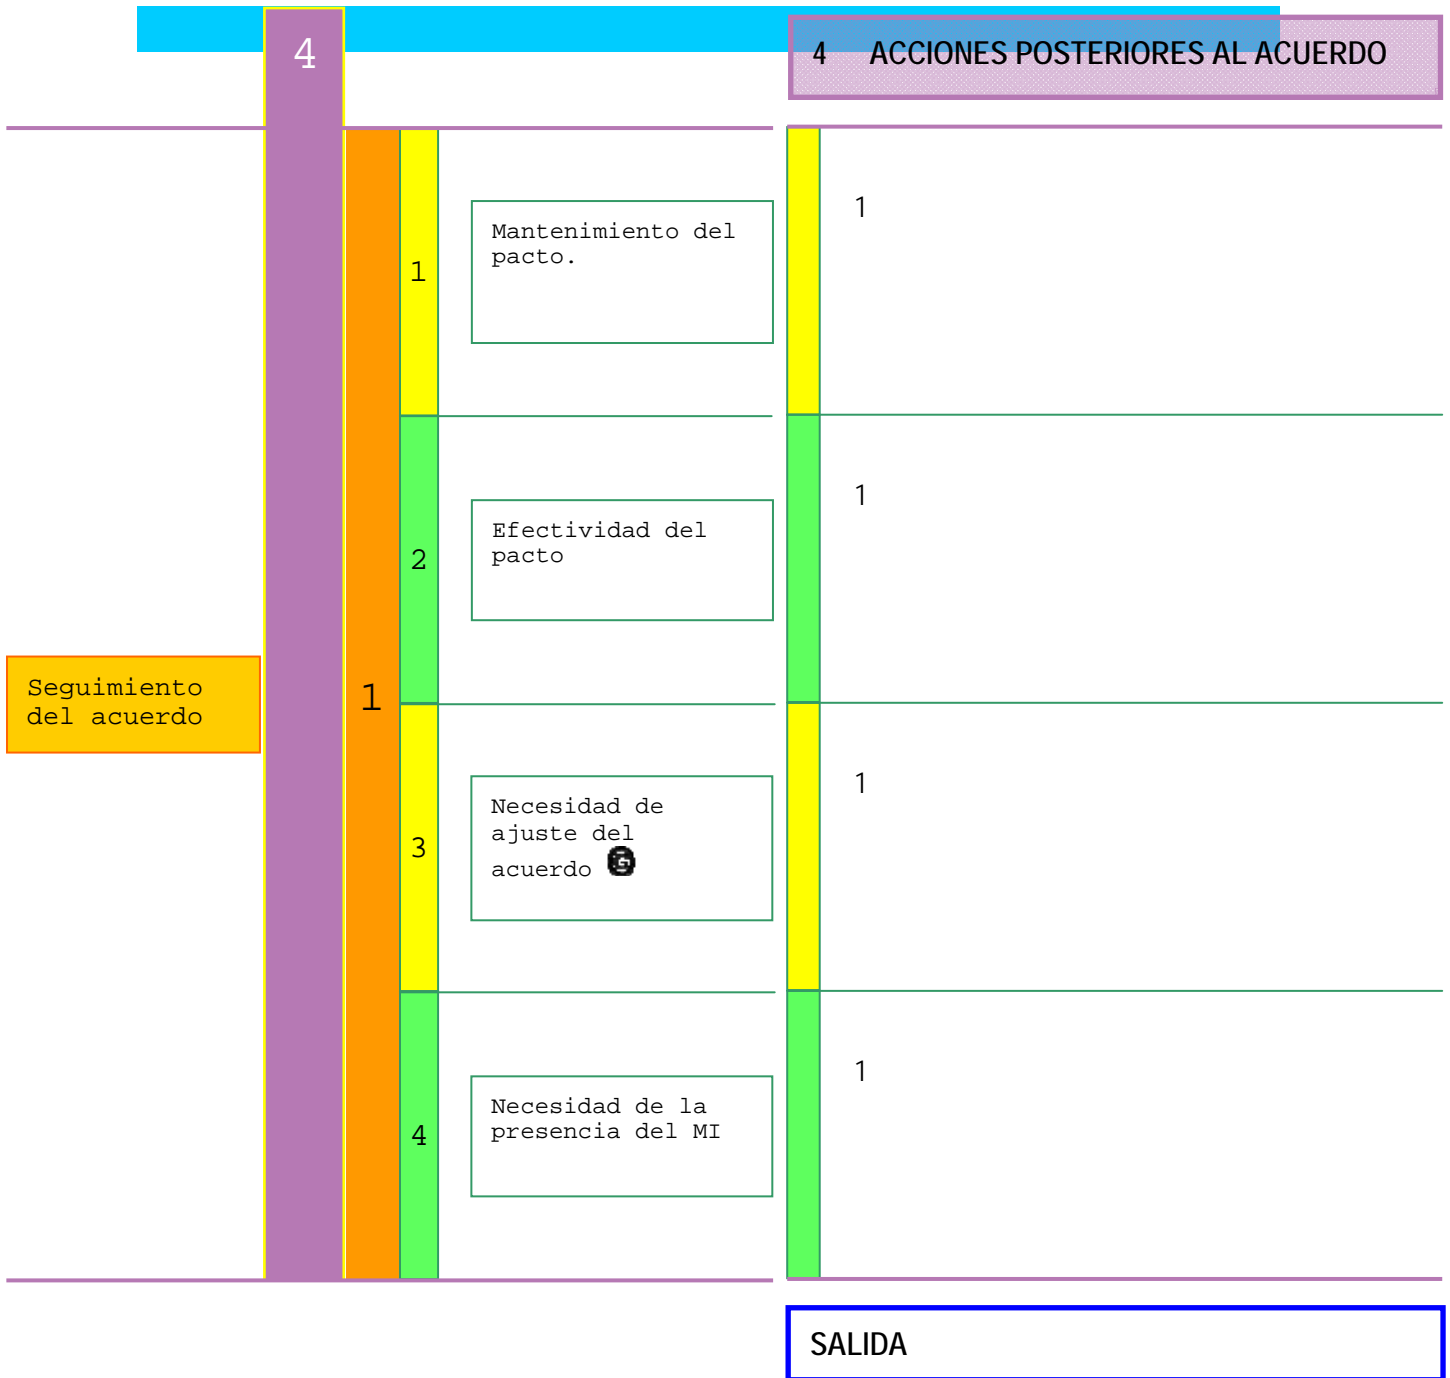 4
4 ACCIONES POSTERIORES AL ACUERDO
Seguimiento
del acuerdo
1
1
Mantenimiento del
pacto.
1
2
Efectividad del
pacto
1
3
Necesidad de
ajuste del
acuerdo G
1
4
Necesidad de la
presencia del MI
1
SALIDA